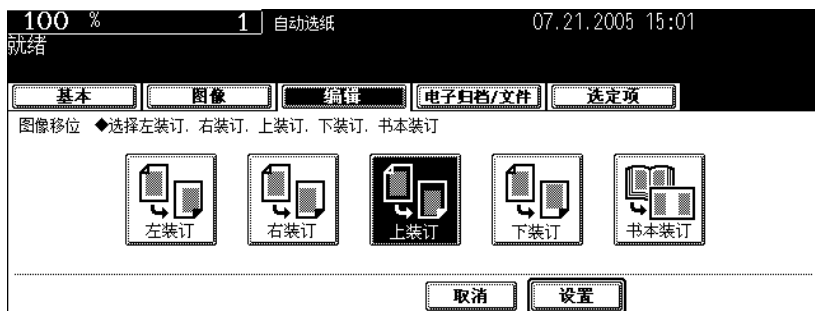 100 % 1 自动选纸 07.21.2005 15:01
就绪
基本 图像 编辑 电子归档/文件 选定项
图像移位 ◆选择左装订. 右装订. 上装订. 下装订. 书本装订
左装订 右装订 上装订 下装订 书本装订
取消 设置